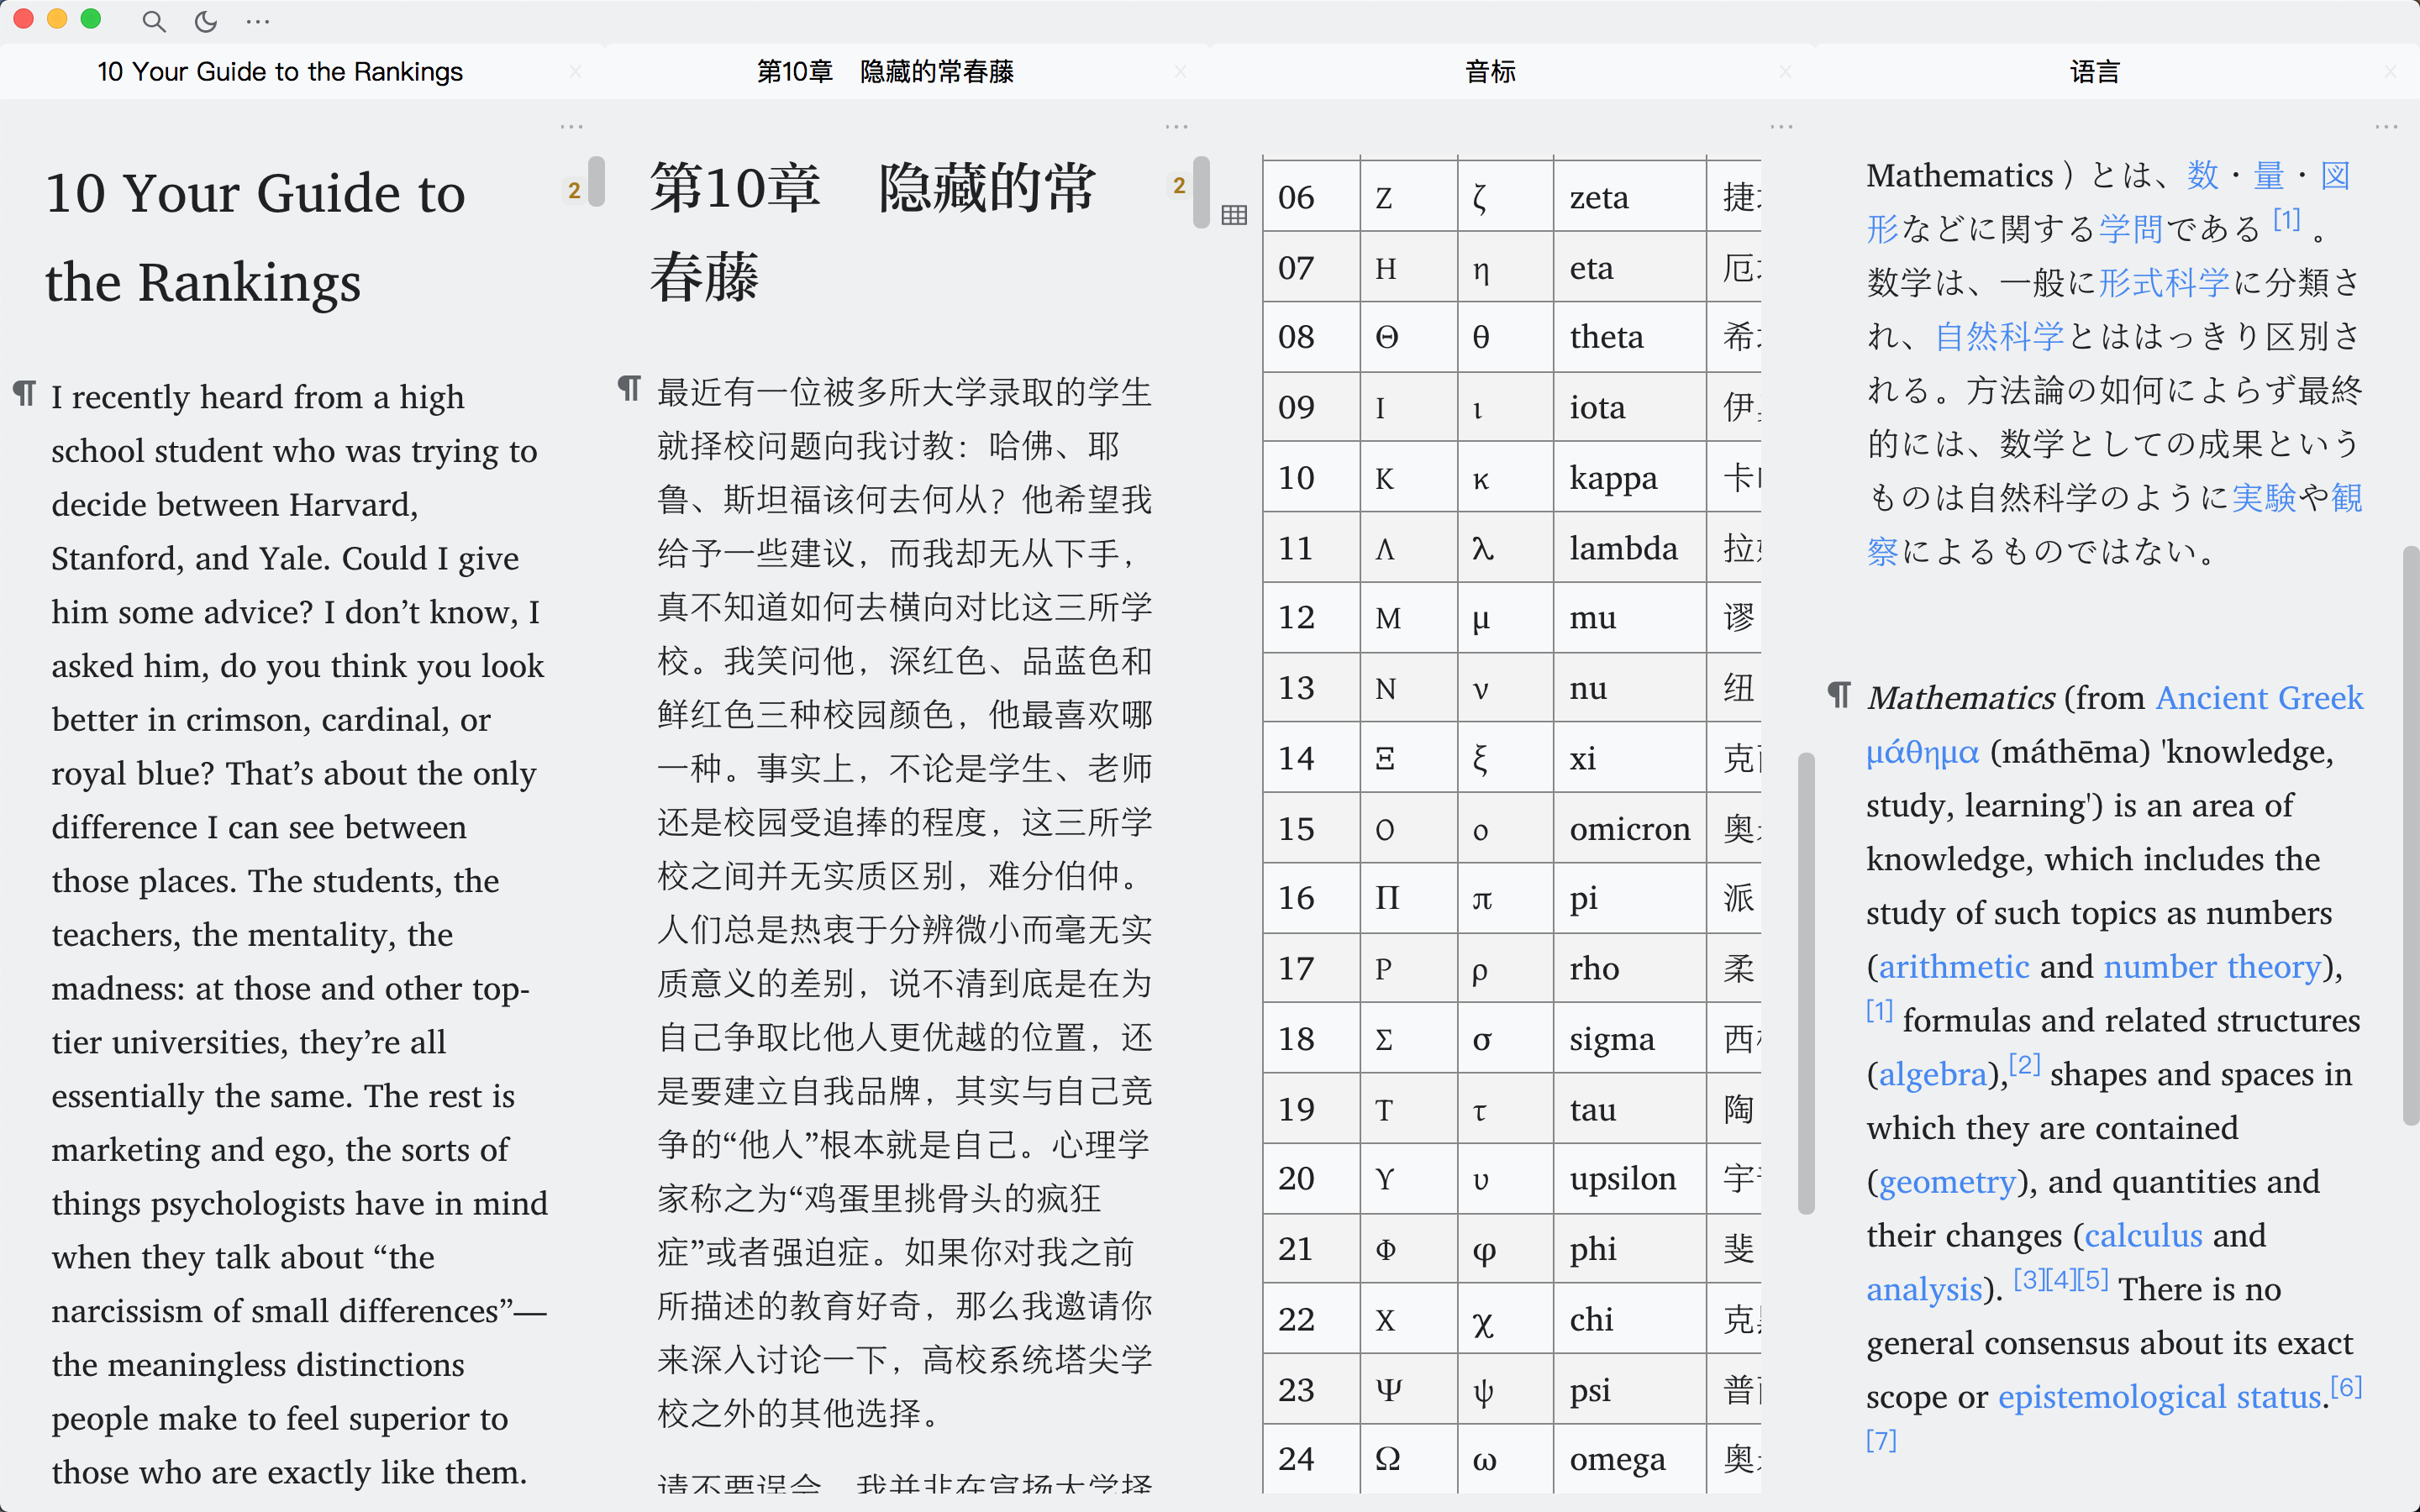 10 Your Guide to the Rankings
第10章　隐藏的常春藤
音标
语言
10 Your Guide to
the Rankings
2
I recently heard from a high
school student who was trying to
decide between Harvard,
Stanford, and Yale. Could I give
him some advice? I don’t know, I
asked him, do you think you look
better in crimson, cardinal, or
royal blue? That’s about the only
difference I can see between
those places. The students, the
teachers, the mentality, the
madness: at those and other top-
tier universities, they’re all
essentially the same. The rest is
marketing and ego, the sorts of
things psychologists have in mind
when they talk about “the
narcissism of small differences”—
the meaningless distinctions
people make to feel superior to
those who are exactly like them.
第10章　隐藏的常
春藤
2
最近有一位被多所大学录取的学生
就择校问题向我讨教：哈佛、耶
鲁、斯坦福该何去何从？他希望我
给予一些建议，而我却无从下手，
真不知道如何去横向对比这三所学
校。我笑问他，深红色、品蓝色和
鲜红色三种校园颜色，他最喜欢哪
一种。事实上，不论是学生、老师
还是校园受追捧的程度，这三所学
校之间并无实质区别，难分伯仲。
人们总是热衷于分辨微小而毫无实
质意义的差别，说不清到底是在为
自己争取比他人更优越的位置，还
是要建立自我品牌，其实与自己竞
争的“他人”根本就是自己。心理学
家称之为“鸡蛋里挑骨头的疯狂
症”或者强迫症。如果你对我之前
所描述的教育好奇，那么我邀请你
来深入讨论一下，高校系统塔尖学
校之外的其他选择。
请不要误会，我并非在宣扬大学择
06 Ζ ζ zeta 捷
07 Η η eta 厄
08 Θ θ theta 希
09 Ι ι iota 伊
10 Κ κ kappa 卡
11 Λ λ lambda 拉
12 Μ μ mu 谬
13 Ν ν nu 纽
14 Ξ ξ xi 克
15 Ο ο omicron 奥
16 Π π pi 派
17 Ρ ρ rho 柔
18 Σ σ sigma 西
19 Τ τ tau 陶
20 Υ υ upsilon 宇
21 Φ φ phi 斐
22 Χ χ chi 克
23 Ψ ψ psi 普
24 Ω ω omega 奥
Mathematics ）とは、数・量・図
形などに関する学問である [1] 。
数学は、一般に形式科学に分類さ
れ、自然科学とははっきり区別さ
れる。方法論の如何によらず最終
的には、数学としての成果という
ものは自然科学のように実験や観
察によるものではない。
Mathematics (from Ancient Greek
μάθημα (máthēma) 'knowledge,
study, learning') is an area of
knowledge, which includes the
study of such topics as numbers
(arithmetic and number theory),
[1] formulas and related structures
(algebra),[2] shapes and spaces in
which they are contained
(geometry), and quantities and
their changes (calculus and
analysis). [3][4][5] There is no
general consensus about its exact
scope or epistemological status.[6]
[7]